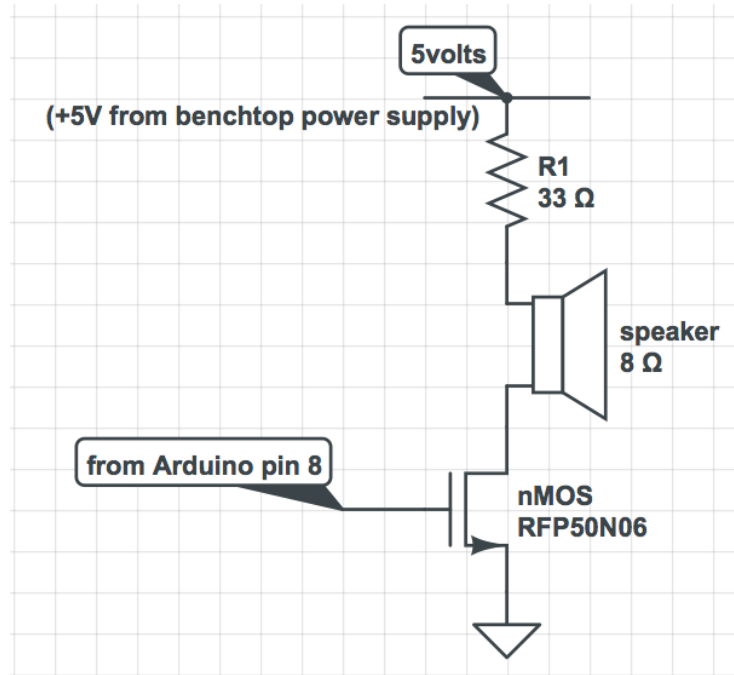 5volts
(+5V from benchtop power supply)
R1
33 Ω
speaker
8 Ω
from Arduino pin 8
nMOS
RFP50N06